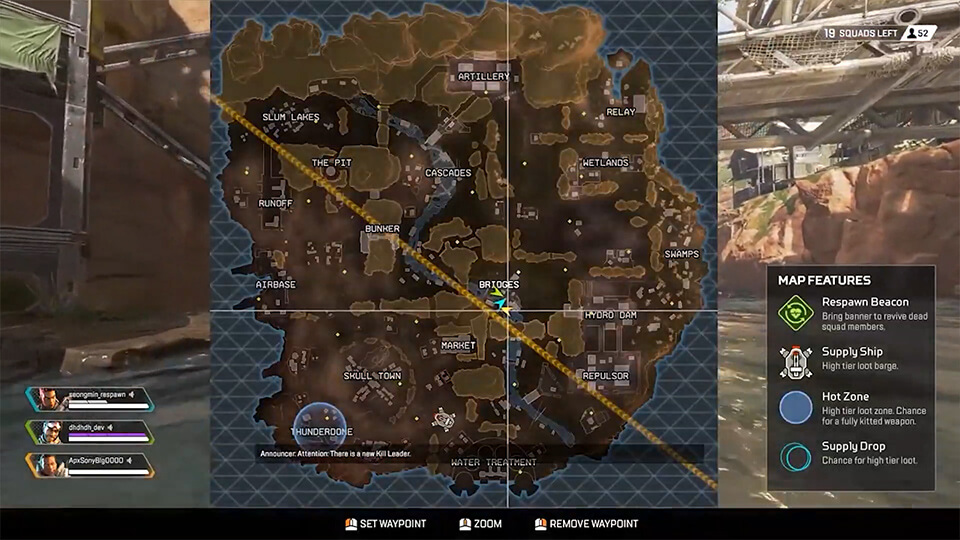 19 SQUADS LEFT 52
ARTILLERY
SLUM LAKES
RELAY
THE PIT
WETLANDS
CASCADES
RUNOFF
BUNKER
SWAMPS
AIRBASE
BRIDGES
HYDRO DAM
MARKET
SKULL TOWN
REPULSOR
THUNDERDOME
WATER TREATMENT
Announcer: Attention: There is a new Kill Leader.
seongmin_respawn
dhdhdh_dev
ApxSonyBlg0000
MAP FEATURES
Respawn Beacon
Bring banner to revive dead
squad members.
Supply Ship
High tier loot barge.
Hot Zone
High tier loot zone. Chance
for a fully kitted weapon.
Supply Drop
Chance for high tier loot.
SET WAYPOINT
ZOOM
REMOVE WAYPOINT